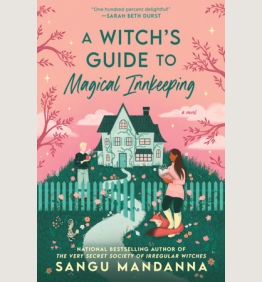 "One hundred percent delightful!"
—SARAH BETH DURST
A WITCH'S
GUIDE TO
Magical Innkeeping
a novel
NATIONAL BESTSELLING AUTHOR OF
THE VERY SECRET SOCIETY OF IRREGULAR WITCHES
SANGU MANDANNA